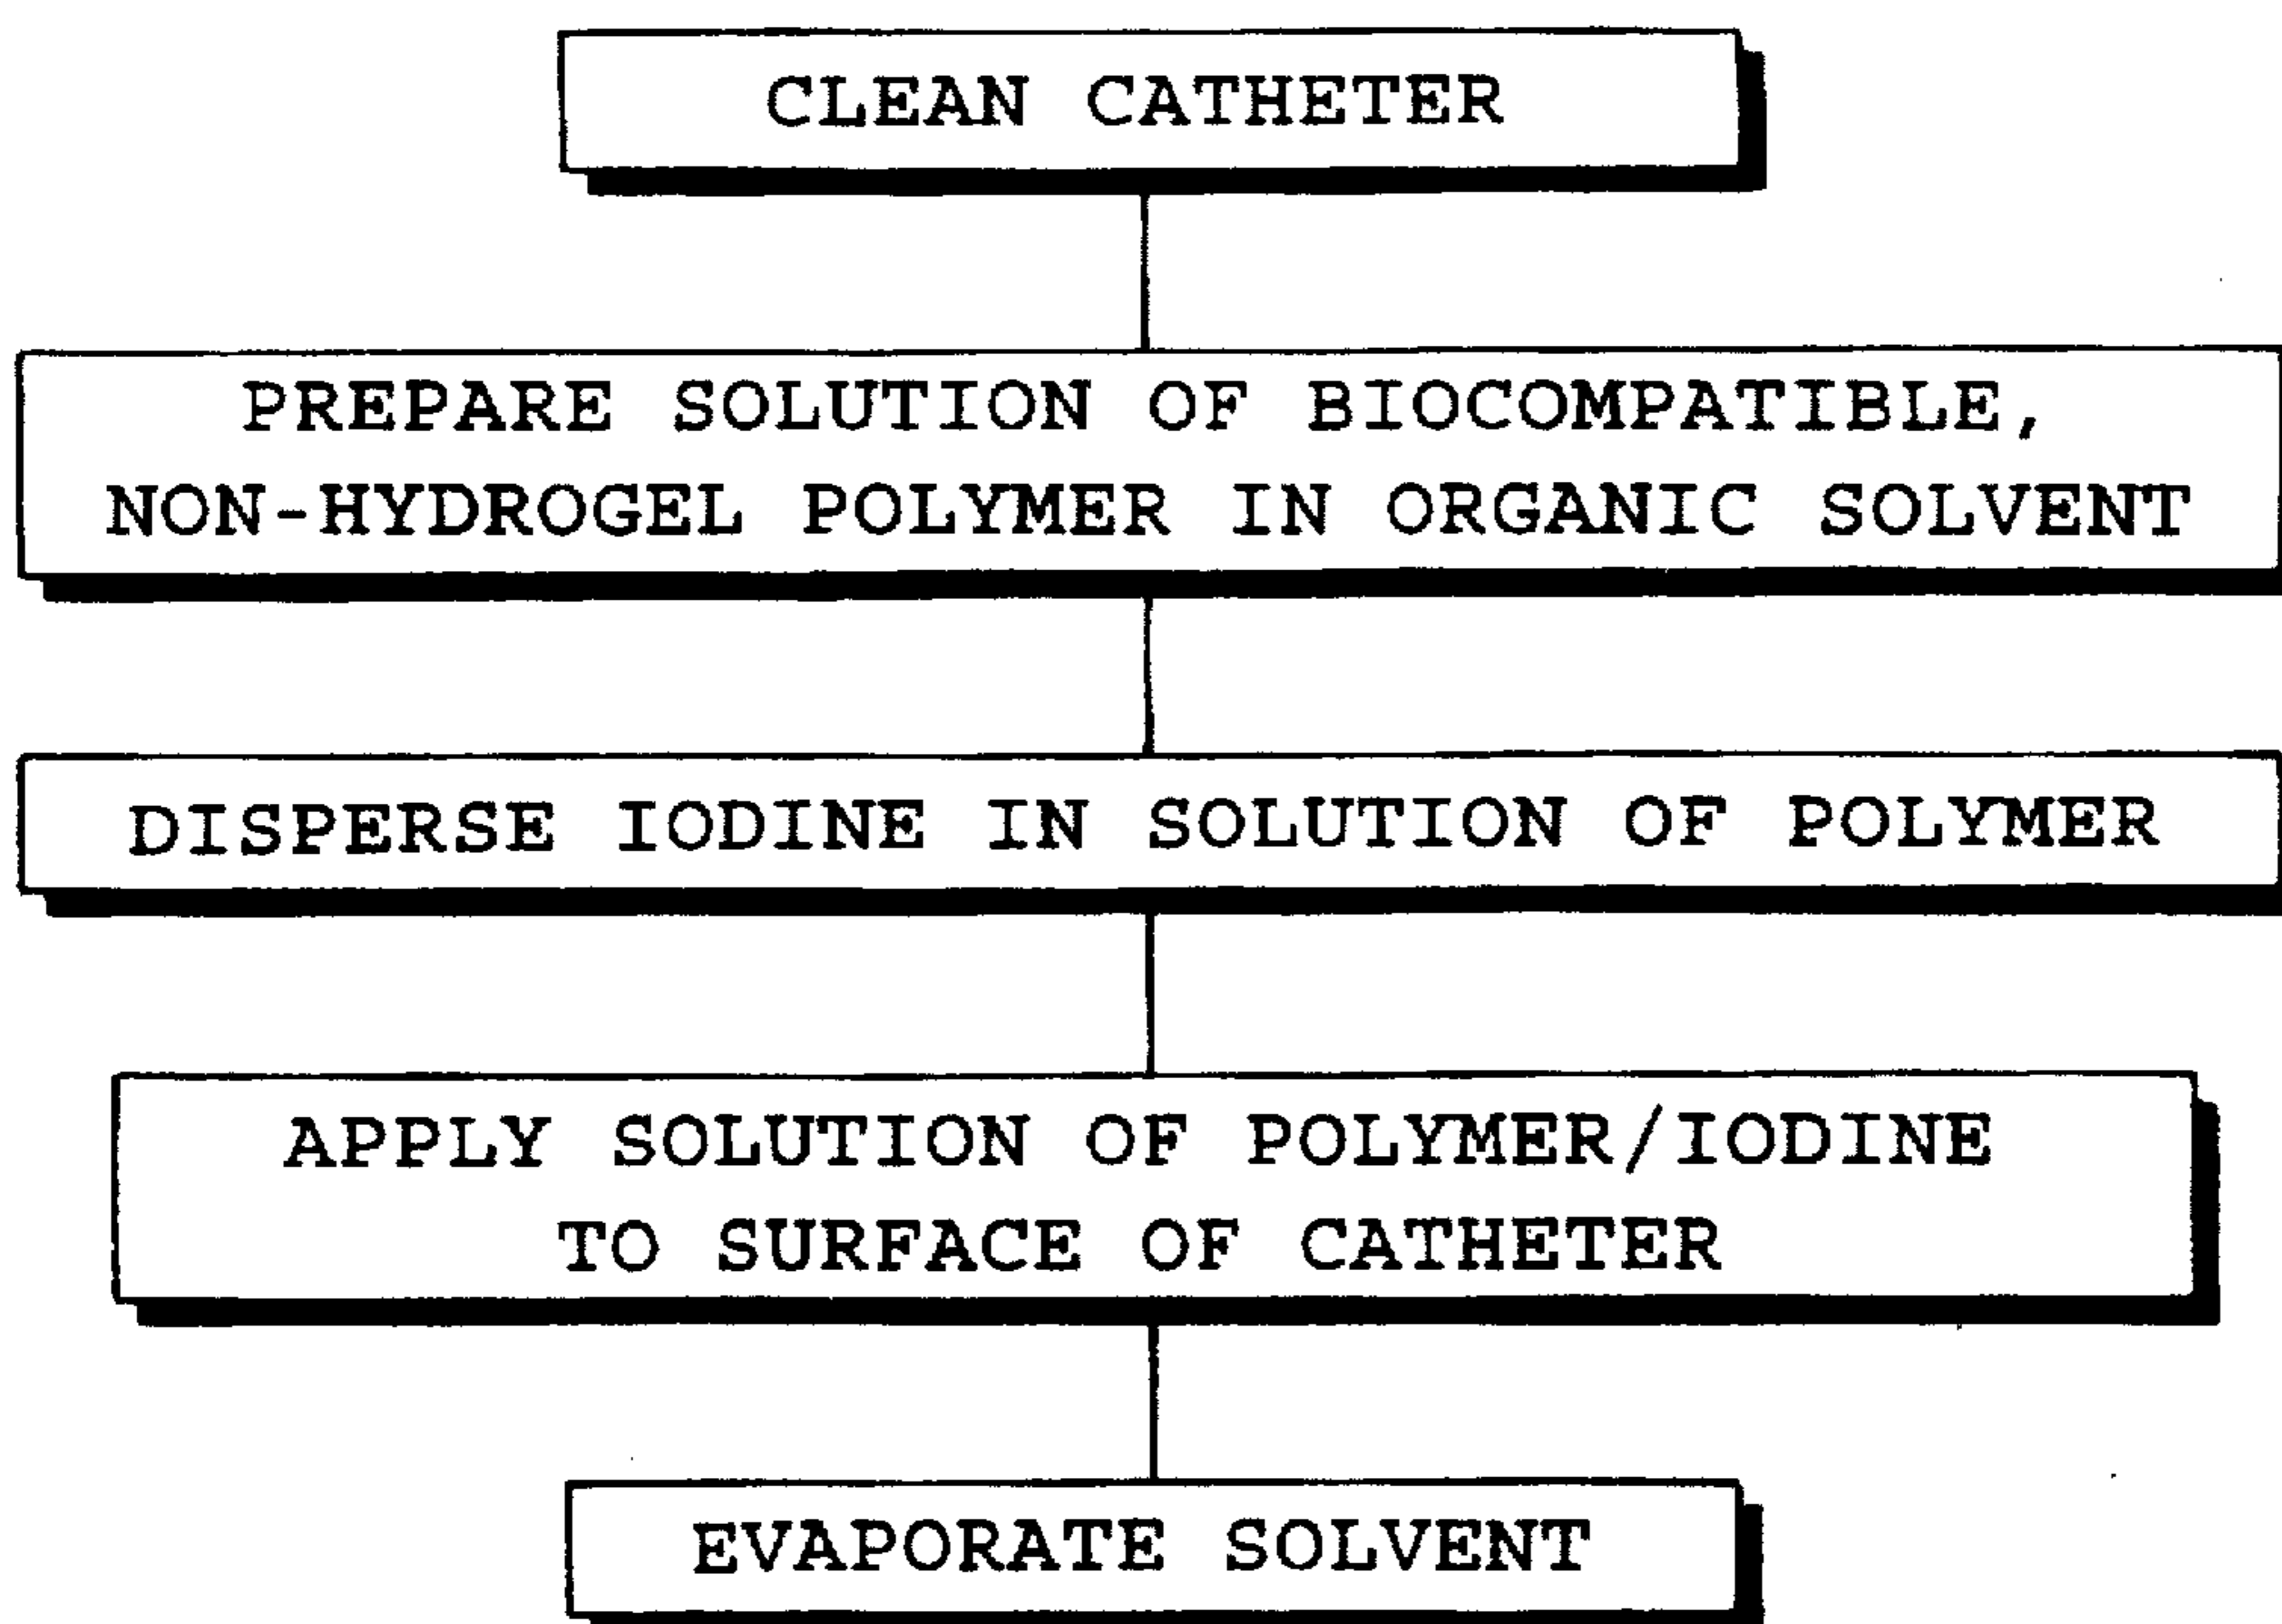 CLEAN CATHETER
PREPARE SOLUTION OF BIOCOMPATIBLE,
NON-HYDROGEL POLYMER IN ORGANIC SOLVENT
DISPERSE IODINE IN SOLUTION OF POLYMER
APPLY SOLUTION OF POLYMER/IODINE
TO SURFACE OF CATHETER
EVAPORATE SOLVENT